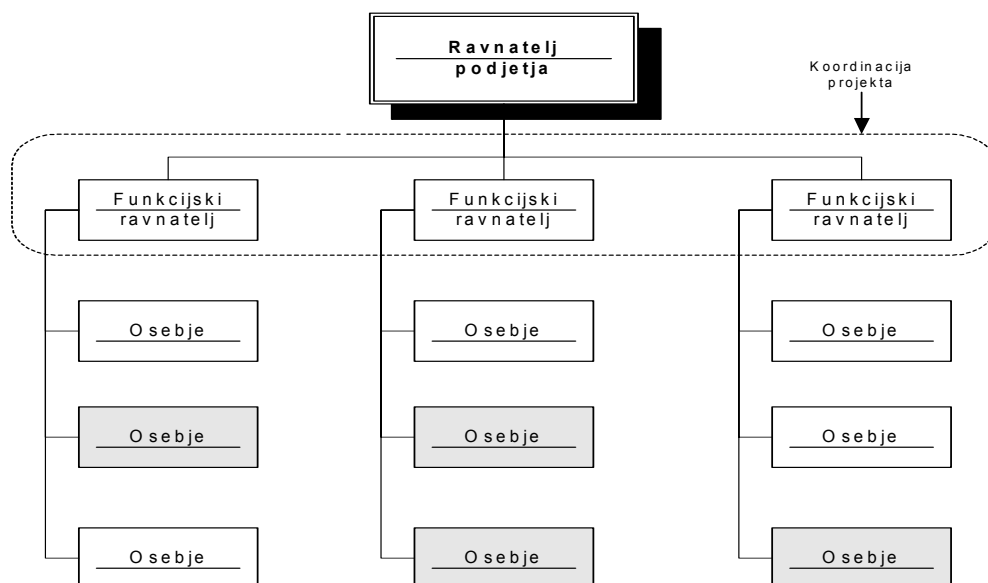 Ravnatelj
podjetja
Koordinacija
projekta
Funkcijski
ravnatelj
Funkcijski
ravnatelj
Funkcijski
ravnatelj
Osebje
Osebje
Osebje
Osebje
Osebje
Osebje
Osebje
Osebje
Osebje